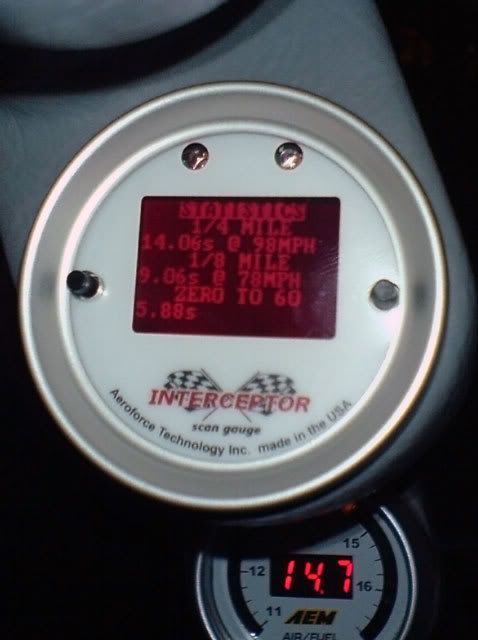 STATISTICS
1/4 MILE
14.06s @ 98MPH
1/8 MILE
9.06s @ 78MPH
ZERO TO 60
5.88s
INTERCEPTOR
scan gauge
Aeroforce Technology Inc. made in the USA
15
12
14.7
16
11
AEM
AIR/FUEL